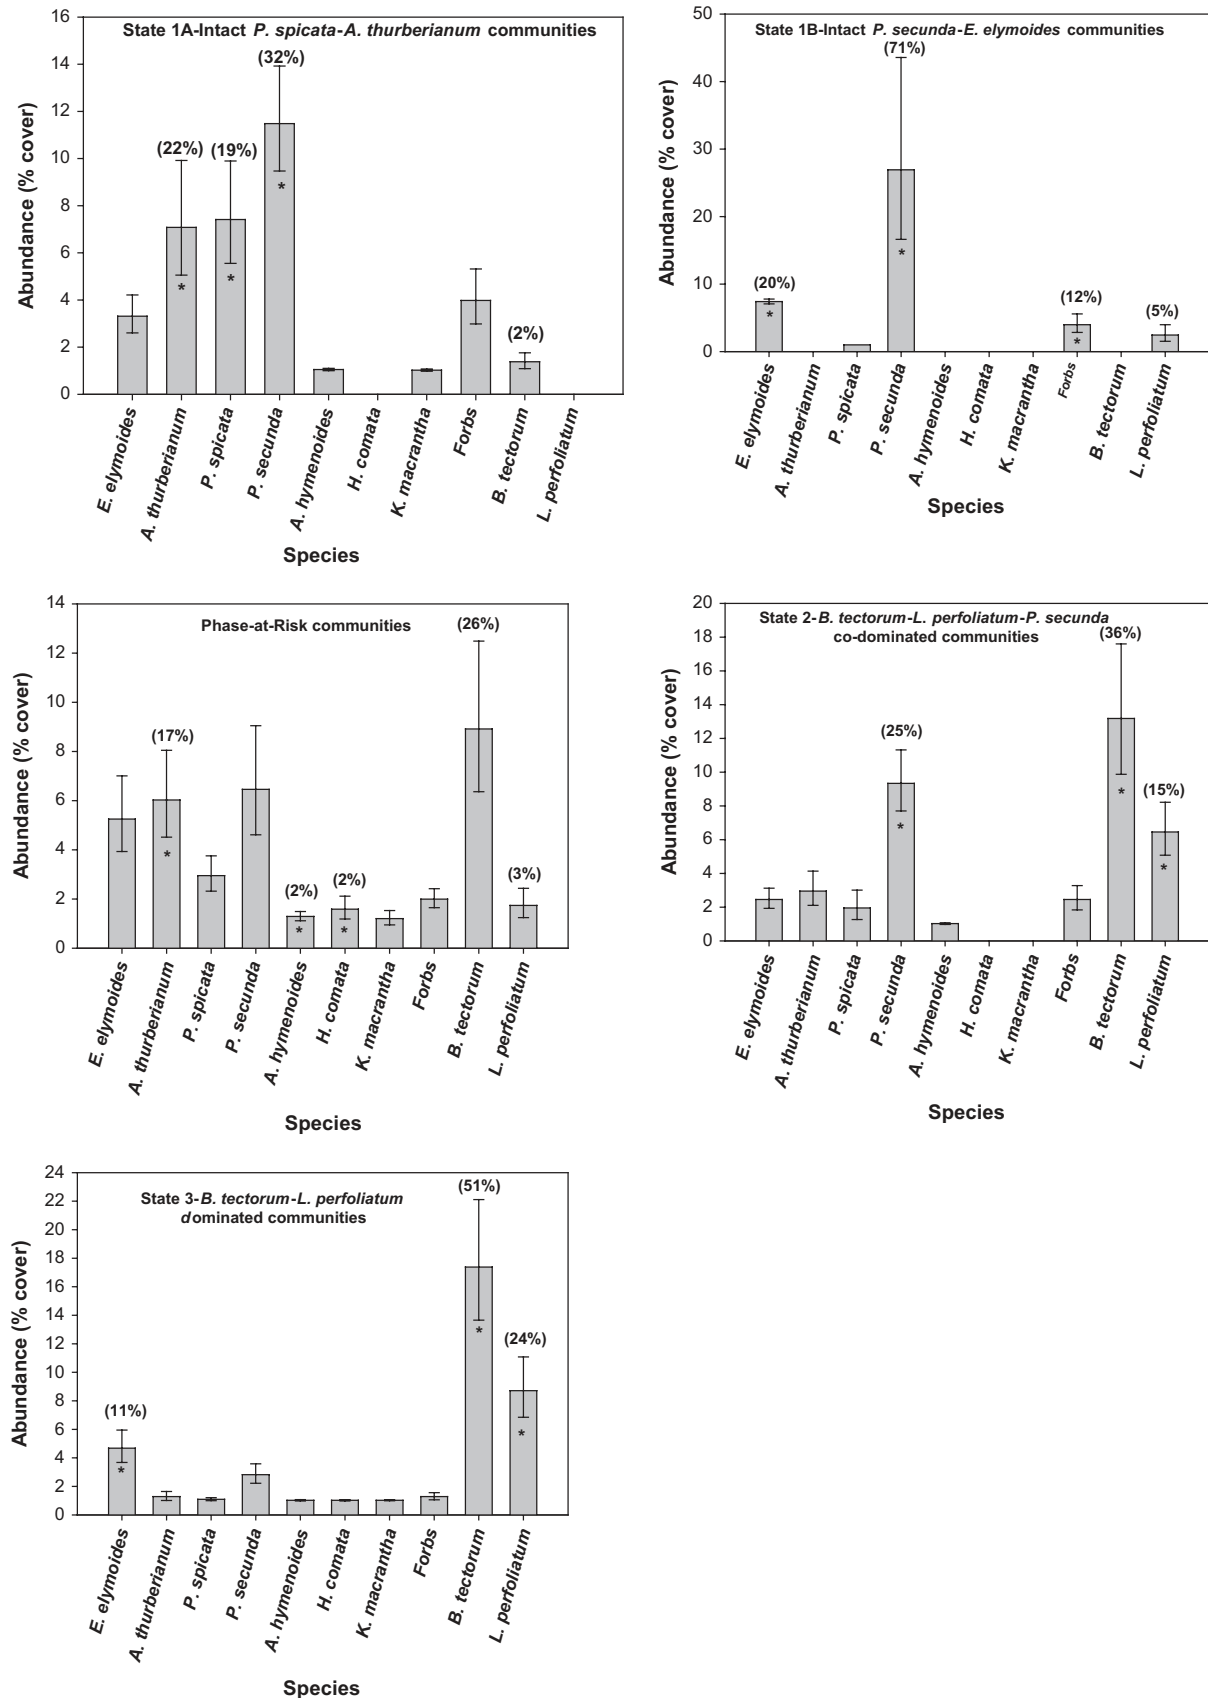 State 1A-Intact P. spicata-A. thurberianum communities
(32%)
(22%) (19%)
(2%)
* * *
Abundance (% cover)
16
14
12
10
8
6
4
2
0
E. elymoides
A. thurberianum
P. spicata
P. secunda
A. hymenoides
H. comata
K. macrantha
Forbs
B. tectorum
L. perfoliatum
Species
State 1B-Intact P. secunda-E. elymoides communities
(71%)
(20%) (12%) (5%)
* * *
Abundance (% cover)
50
40
30
20
10
0
E. elymoides
A. thurberianum
P. spicata
P. secunda
A. hymenoides
H. comata
K. macrantha
Forbs
B. tectorum
L. perfoliatum
Species
Phase-at-Risk communities
(26%)
(17%)
(2%) (2%) (3%)
* * *
Abundance (% cover)
14
12
10
8
6
4
2
0
E. elymoides
A. thurberianum
P. spicata
P. secunda
A. hymenoides
H. comata
K. macrantha
Forbs
B. tectorum
L. perfoliatum
Species
State 2-B. tectorum-L. perfoliatum-P. secunda
co-dominated communities
(36%)
(25%)
(15%)
* * *
Abundance (% cover)
20
18
16
14
12
10
8
6
4
2
0
E. elymoides
A. thurberianum
P. spicata
P. secunda
A. hymenoides
H. comata
K. macrantha
Forbs
B. tectorum
L. perfoliatum
Species
State 3-B. tectorum-L. perfoliatum
dominated communities
(51%)
(24%)
(11%)
* * *
Abundance (% cover)
24
22
20
18
16
14
12
10
8
6
4
2
0
E. elymoides
A. thurberianum
P. spicata
P. secunda
A. hymenoides
H. comata
K. macrantha
Forbs
B. tectorum
L. perfoliatum
Species